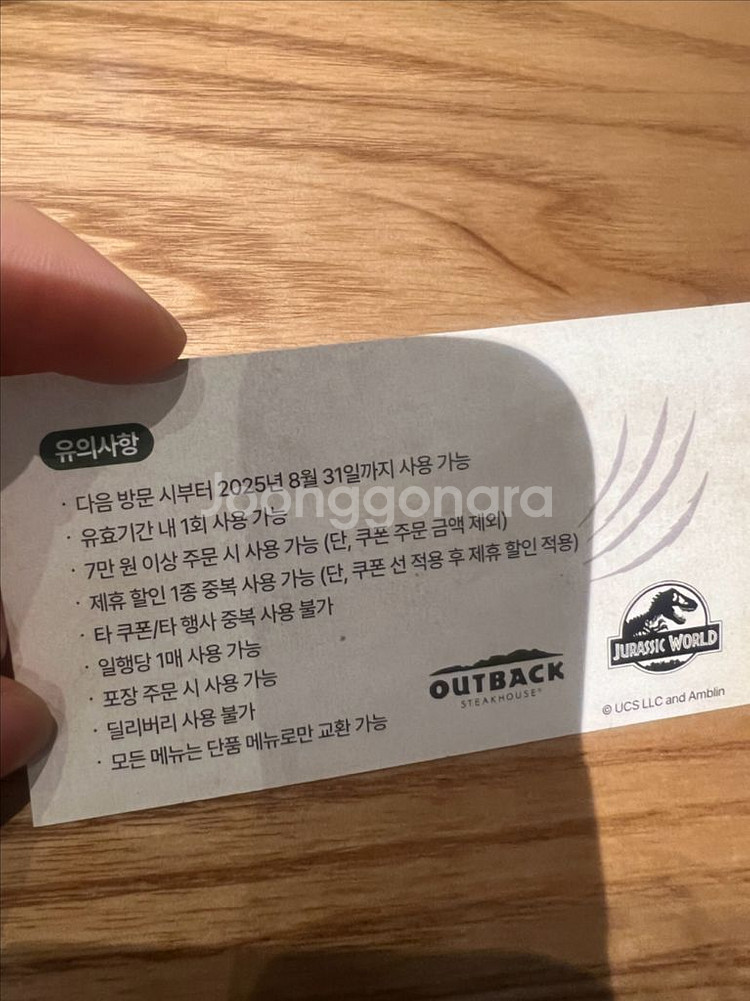 유의사항
· 다음 방문 시부터 2025년 8월 31일까지 사용 가능
· 유효기간 내 1회 사용 가능
· 7만 원 이상 주문 시 사용 가능 (단, 쿠폰 주문 금액 제외)
· 제휴 할인 1종 중복 사용 가능 (단, 쿠폰 선 적용 후 제휴 할인 적용)
· 타 쿠폰/타 행사 중복 사용 불가
· 일행당 1매 사용 가능
· 포장 주문 시 사용 가능
· 딜리버리 사용 불가
· 모든 메뉴는 단품 메뉴로만 교환 가능
OUTBACK
STEAKHOUSE®
JURASSIC WORLD
© UCS LLC and Amblin
Joonggonara